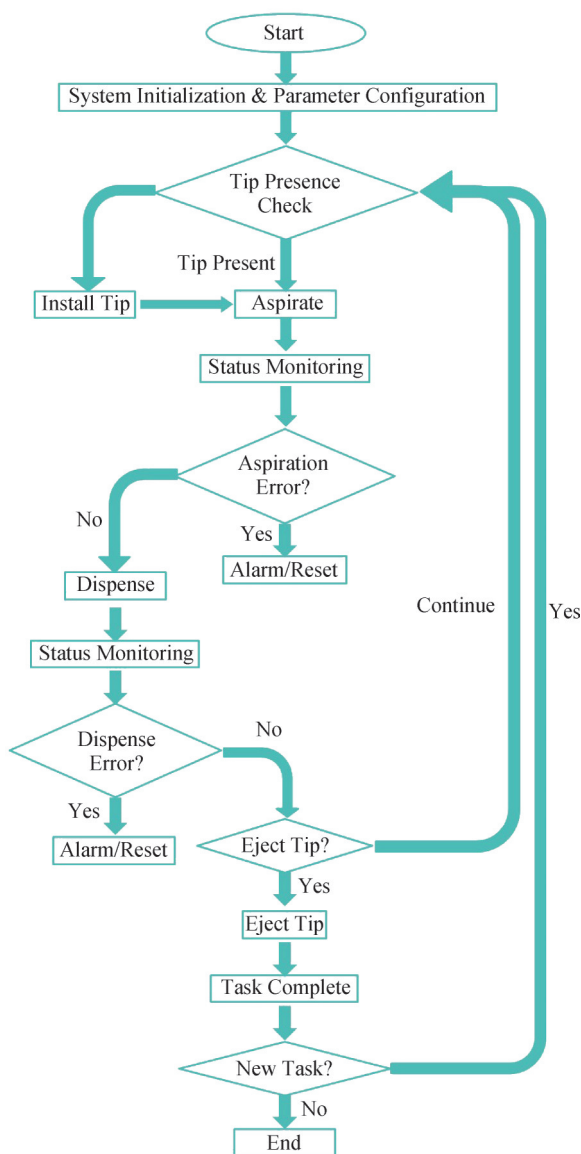 Start
System Initialization & Parameter Configuration
Tip Presence
Check
Tip Present
Install Tip
Aspirate
Status Monitoring
Aspiration
Error?
No
Yes
Alarm/Reset
Dispense
Continue
Yes
Status Monitoring
Dispense
Error?
No
Yes
Alarm/Reset
Eject Tip?
Yes
Eject Tip
Task Complete
New Task?
No
End